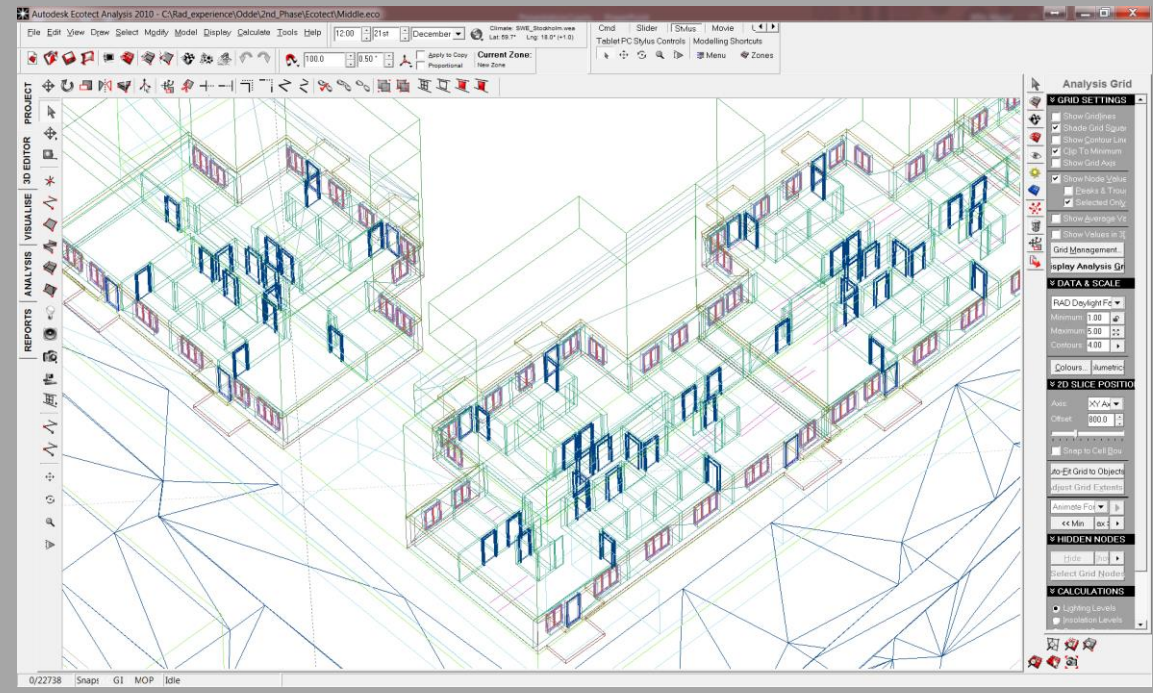 Autodesk Ecotect Analysis 2010 - C:\Rad_experience\Odde\2nd_Phase\Ecotect\Middle.eco
File Edit View Draw Select Modify Model Display Calculate Tools Help
12:00 21st December
Climate: SWE_Stockholm.wea
Lat: 59.7° Lng: 18.0° (+1.0)
Cmd Slider Stylus Movie
Tablet PC Stylus Controls Modelling Shortcuts
Menu Zones
100.0 0.50 °
Apply to Copy
Proportional
Current Zone:
New Zone
PROJECT
3D EDITOR
VISUALISE
ANALYSIS
REPORTS
Analysis Grid
GRID SETTINGS
Show Gridlines
Shade Grid Squar
Show Contour Line
Clip To Minimum
Show Grid Axis
Show Node Value
Peaks & Trou
Selected Only
Show Average Va
Show Values in 3D
Grid Management...
isplay Analysis Gr
DATA & SCALE
RAD Daylight Fa
Minimum: 1.00
Maximum: 5.00
Contours: 4.00
Colours... lumetrics
2D SLICE POSITIO
Axis: XY Ax
Offset: 800.0
Snap to Cell Bou
uto-Fit Grid to Objects
djust Grid Extents
Animate For
<< Min ax
HIDDEN NODES
Hide
Select Grid Nodes
CALCULATIONS
Lighting Levels
Insolation Levels
0/22738 Snap: GI MOP Idle